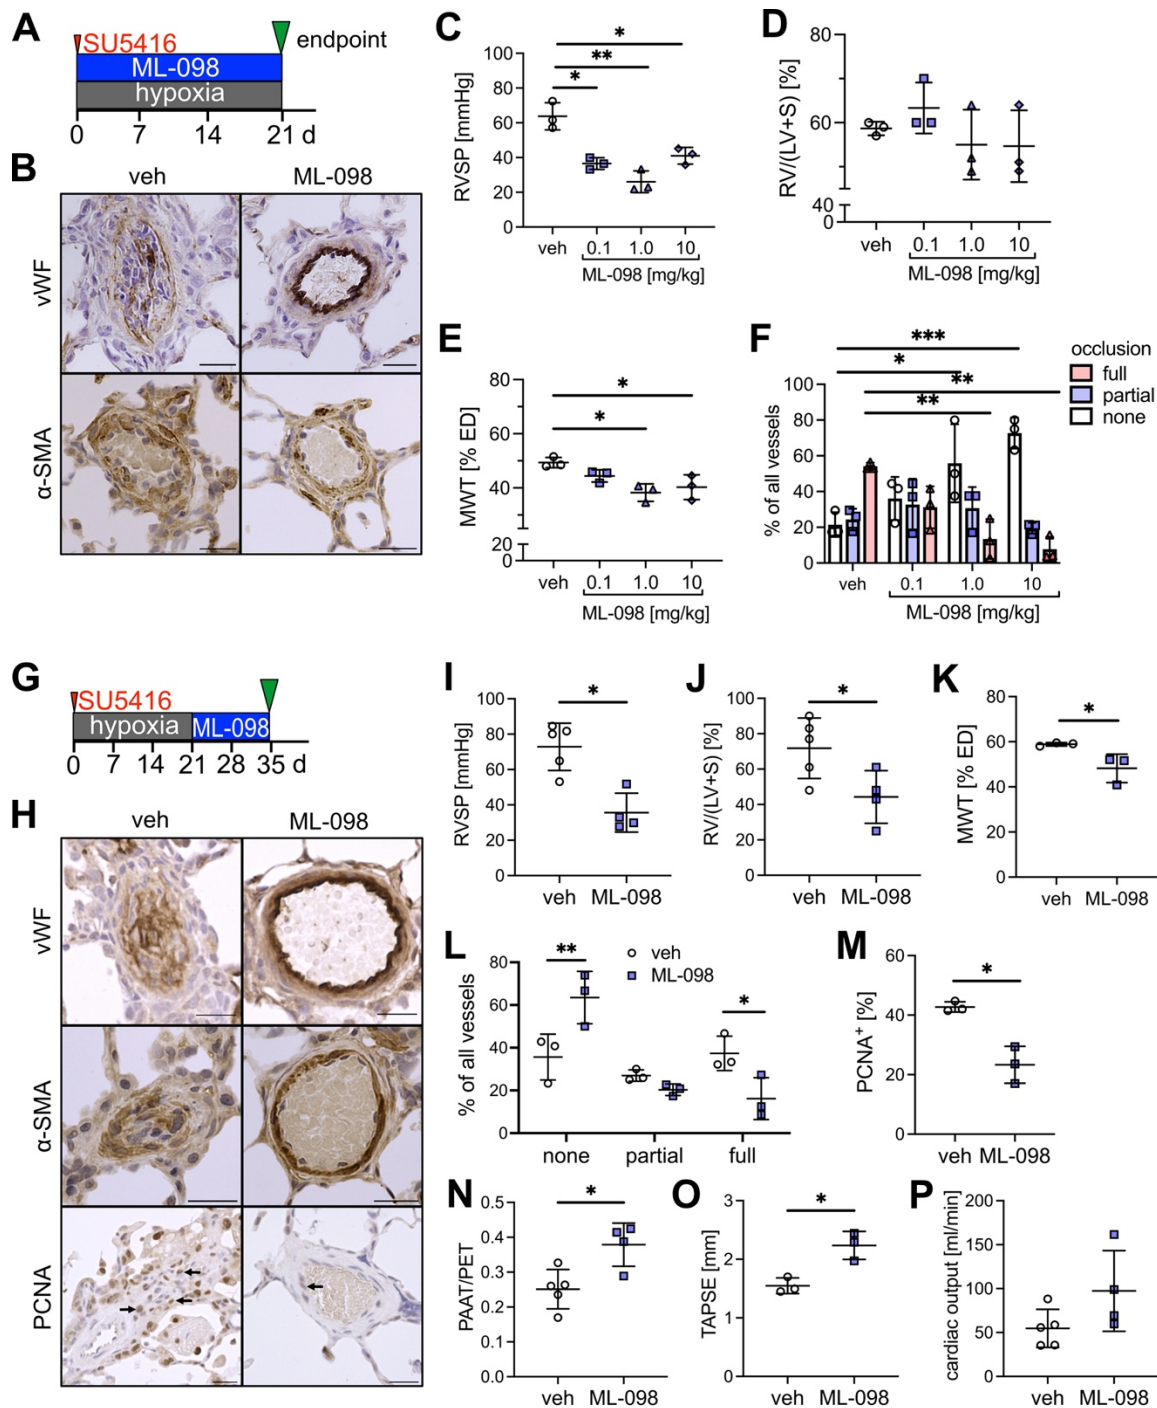 A
SU5416
endpoint
ML-098
hypoxia
0 7 14 21 d
B
veh ML-098
vWF
α-SMA
C
RVSP [mmHg]
100
80
60
40
20
0
*
**
*
veh 0.1 1.0 10
ML-098 [mg/kg]
D
RV/(LV+S) [%]
80
60
40
0
veh 0.1 1.0 10
ML-098 [mg/kg]
E
MWT [% ED]
80
60
40
20
0
*
*
veh 0.1 1.0 10
ML-098 [mg/kg]
F
% of all vessels
100
80
60
40
20
0
***
*
**
**
occlusion
full
partial
none
veh 0.1 1.0 10
ML-098 [mg/kg]
G
SU5416
hypoxia ML-098
0 7 14 21 28 35 d
H
veh ML-098
vWF
α-SMA
PCNA
I
RVSP [mmHg]
100
80
60
40
20
0
*
veh ML-098
J
RV/(LV+S) [%]
100
80
60
40
20
0
*
veh ML-098
K
MWT [% ED]
80
60
40
20
0
*
veh ML-098
L
% of all vessels
80
60
40
20
0
**
*
veh
ML-098
none partial full
M
PCNA⁺ [%]
60
40
20
0
*
veh ML-098
N
PAAT/PET
0.5
0.4
0.3
0.2
0.1
0.0
*
veh ML-098
O
TAPSE [mm]
3
2
1
0
*
veh ML-098
P
cardiac output [ml/min]
200
150
100
50
0
veh ML-098